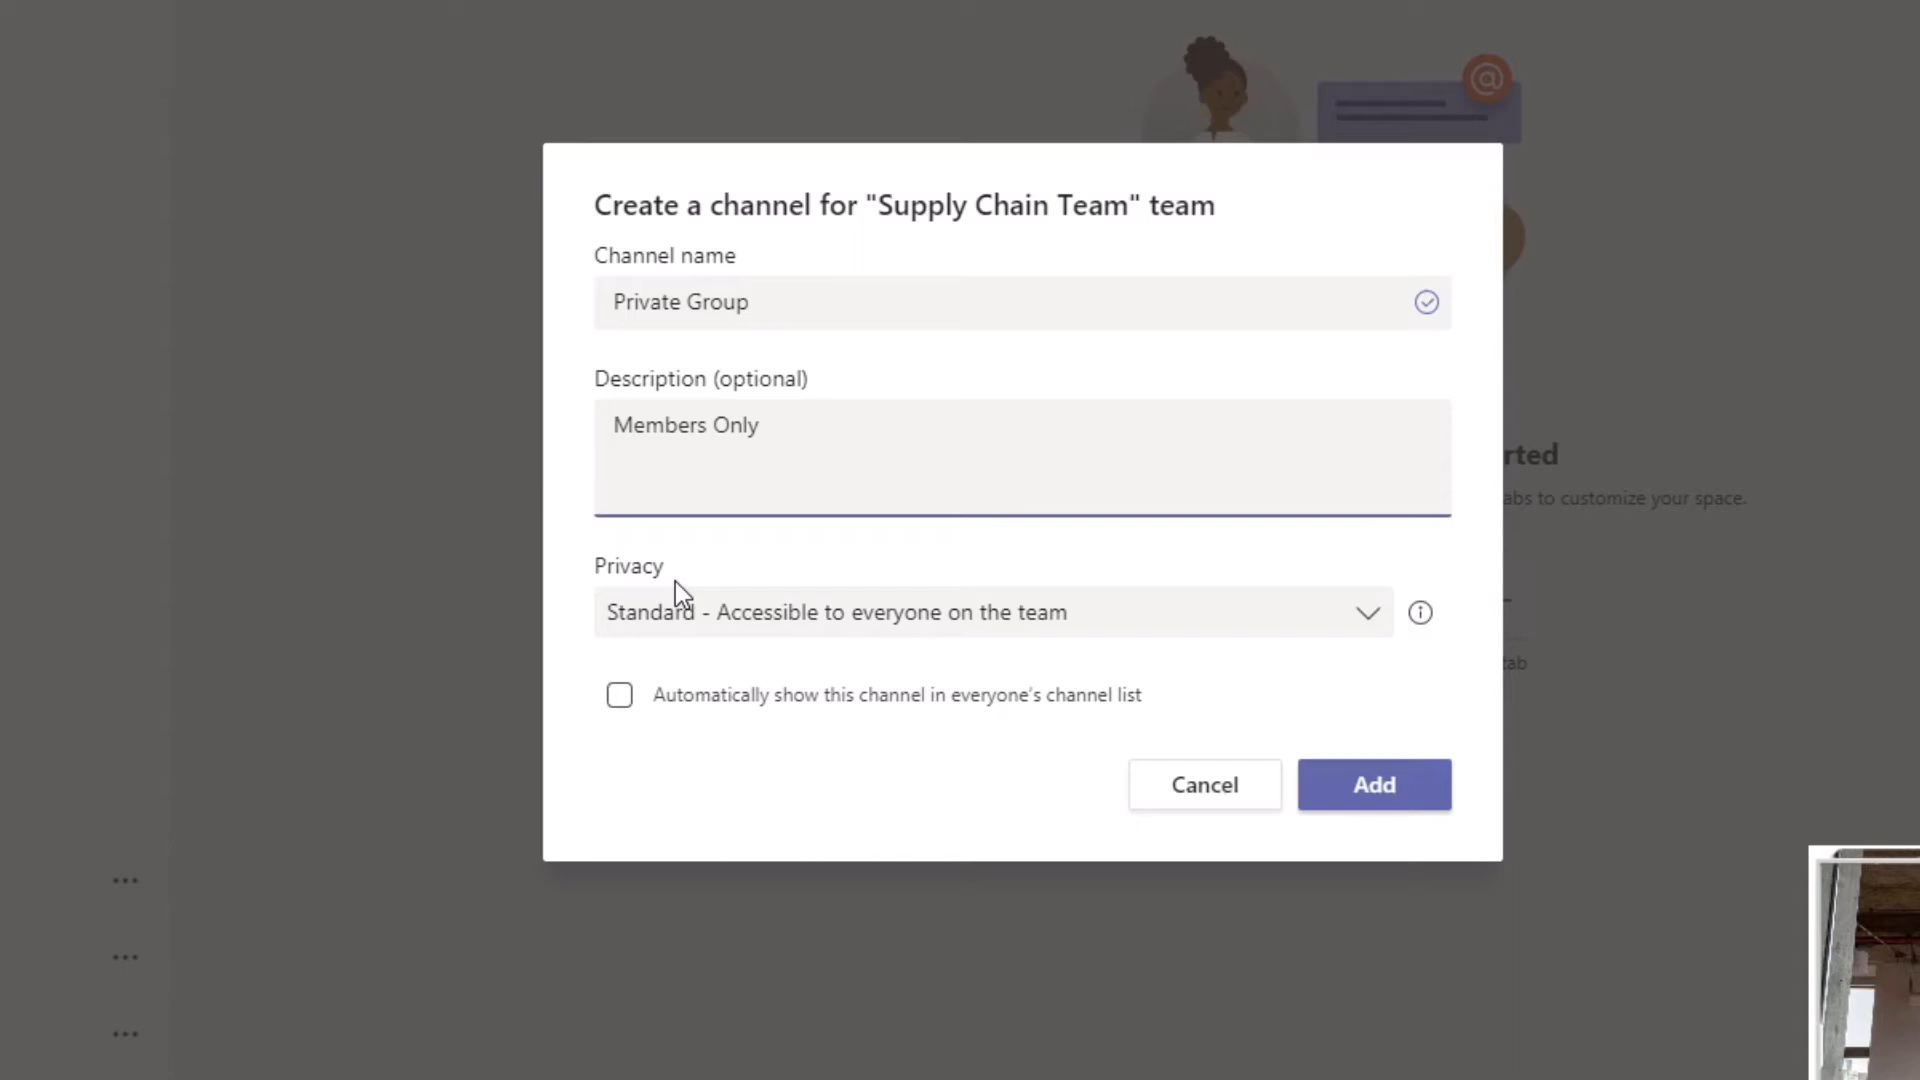 @
Create a channel for "Supply Chain Team" team
Channel name
Private Group
Description (optional)
Members Only
rted
abs to customize your space.
Privacy
Standard - Accessible to everyone on the team
tab
Automatically show this channel in everyone's channel list
Cancel
Add